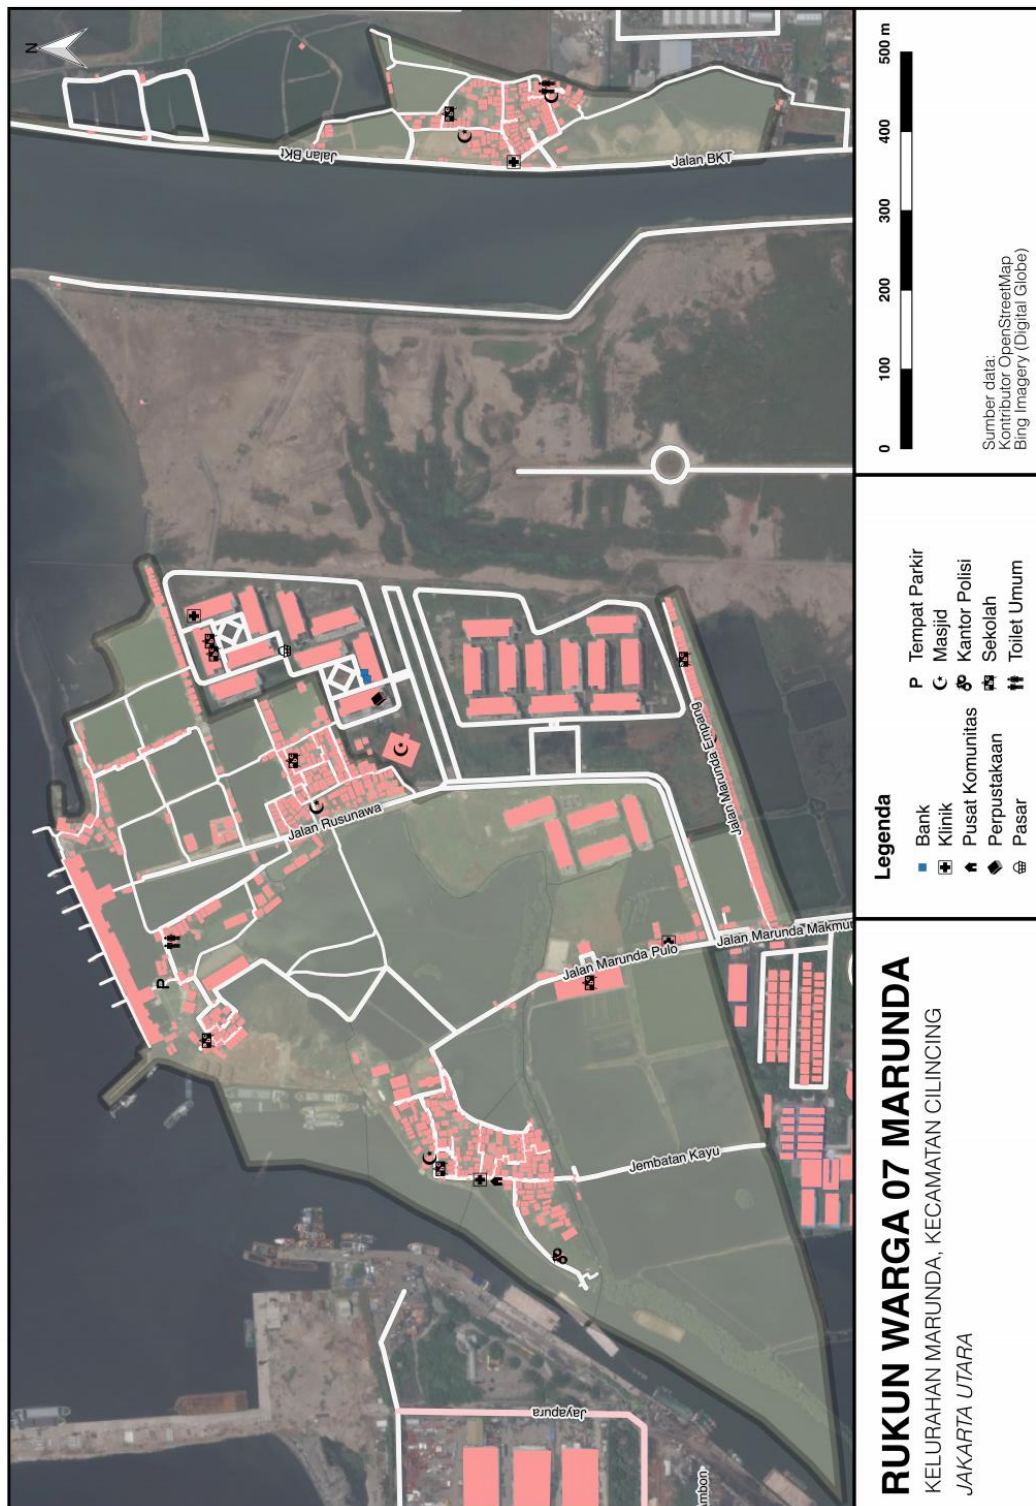 N
Jalan BKT
Jalan BKT
Jalan Rusunawa
Jalan Marunda Empang
Jalan Marunda Pulo
Jalan Marunda Makmur
Jembatan Kayu
Jayapura
P
RUKUN WARGA 07 MARUNDA
KELURAHAN MARUNDA, KECAMATAN CILINCING
JAKARTA UTARA
Legenda
Bank
Klinik
Pusat Komunitas
Perpustakaan
Pasar
P Tempat Parkir
Masjid
Kantor Polisi
Sekolah
Toilet Umum
0 100 200 300 400 500 m
Sumber data:
Kontributor OpenStreetMap
Bing Imagery (Digital Globe)